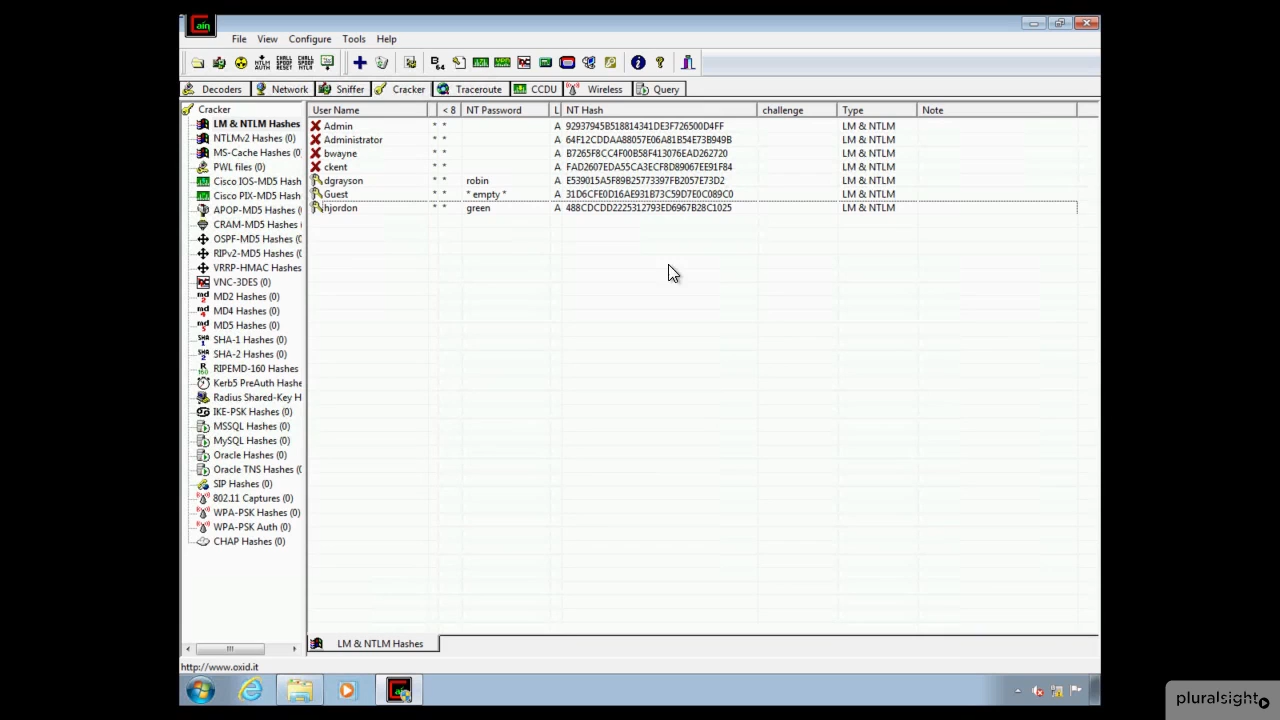 Cain
File View Configure Tools Help
Decoders Network Sniffer Cracker Traceroute CCDU Wireless Query
Cracker
LM & NTLM Hashes
NTLMv2 Hashes (0)
MS-Cache Hashes (0)
PWL files (0)
Cisco IOS-MD5 Hash
Cisco PIX-MD5 Hash
APOP-MD5 Hashes (
CRAM-MD5 Hashes (
OSPF-MD5 Hashes (0
RIPv2-MD5 Hashes (0
VRRP-HMAC Hashes
VNC-3DES (0)
MD2 Hashes (0)
MD4 Hashes (0)
MD5 Hashes (0)
SHA-1 Hashes (0)
SHA-2 Hashes (0)
RIPEMD-160 Hashes
Kerb5 PreAuth Hashe
Radius Shared-Key H
IKE-PSK Hashes (0)
MSSQL Hashes (0)
MySQL Hashes (0)
Oracle Hashes (0)
Oracle TNS Hashes (0
SIP Hashes (0)
802.11 Captures (0)
WPA-PSK Hashes (0)
WPA-PSK Auth (0)
CHAP Hashes (0)
User Name < 8 NT Password L NT Hash challenge Type Note
Admin * * A 92937945B518814341DE3F726500D4FF LM & NTLM
Administrator * * A 64F12CDDAA88057E06A81B54E73B949B LM & NTLM
bwayne * * A B7265F8CC4F00B58F413076EAD262720 LM & NTLM
ckent * * A FAD2607EDA55CA3ECF8D89067EE91F84 LM & NTLM
dgrayson * * robin A E539015A5F89B25773397FB2057E73D2 LM & NTLM
Guest * * * empty * A 31D6CFE0D16AE931B73C59D7E0C089C0 LM & NTLM
hjordon * * green A 488CDCDD2225312793ED6967B28C1025 LM & NTLM
LM & NTLM Hashes
http://www.oxid.it
pluralsight